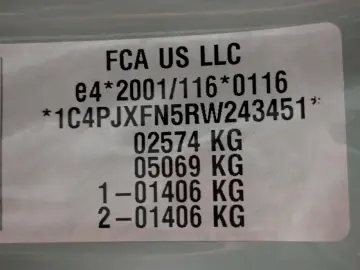 FCA US LLC
e4*2001/116*0116
*1C4PJXFN5RW243451*
02574 KG
05069 KG
1-01406 KG
2-01406 KG